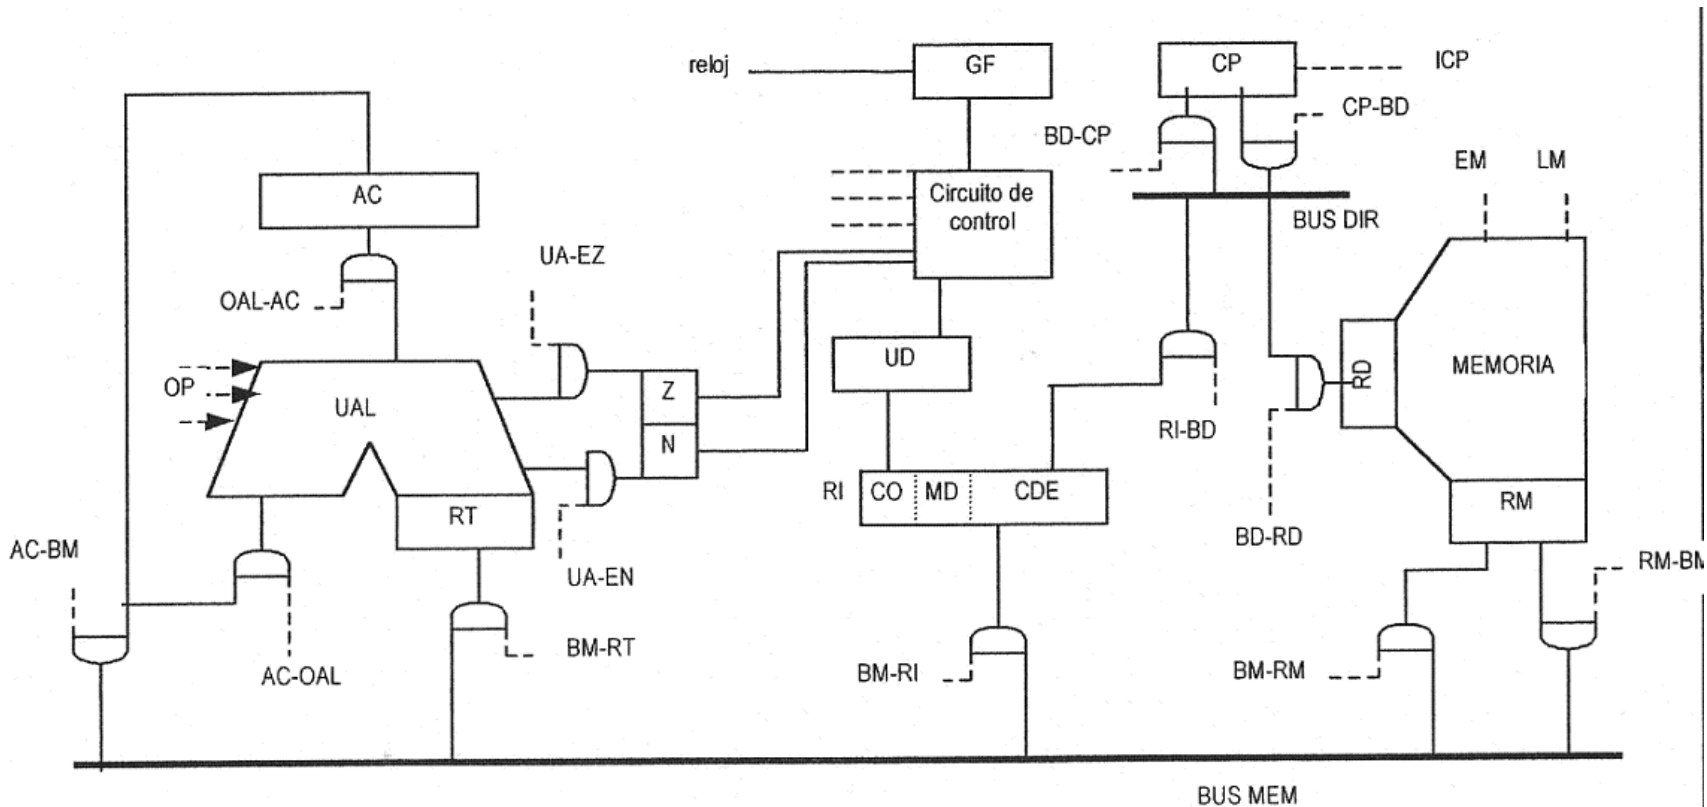 reloj
GF
CP
ICP
CP-BD
BD-CP
EM
LM
AC
Circuito de
control
BUS DIR
UA-EZ
OAL-AC
UD
RD
MEMORIA
OP
UAL
Z
N
RI-BD
RI
CO
MD
CDE
RM
RT
BD-RD
AC-BM
UA-EN
RM-BM
BM-RT
AC-OAL
BM-RI
BM-RM
BUS MEM